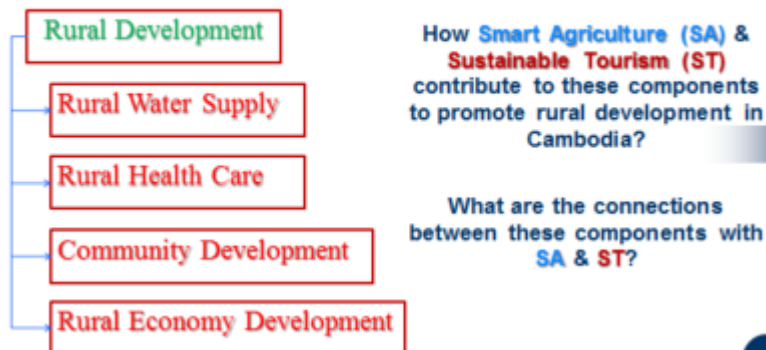 Rural Development
Rural Water Supply
Rural Health Care
Community Development
Rural Economy Development
How Smart Agriculture (SA) &
Sustainable Tourism (ST)
contribute to these components
to promote rural development in
Cambodia?
What are the connections
between these components with
SA & ST?